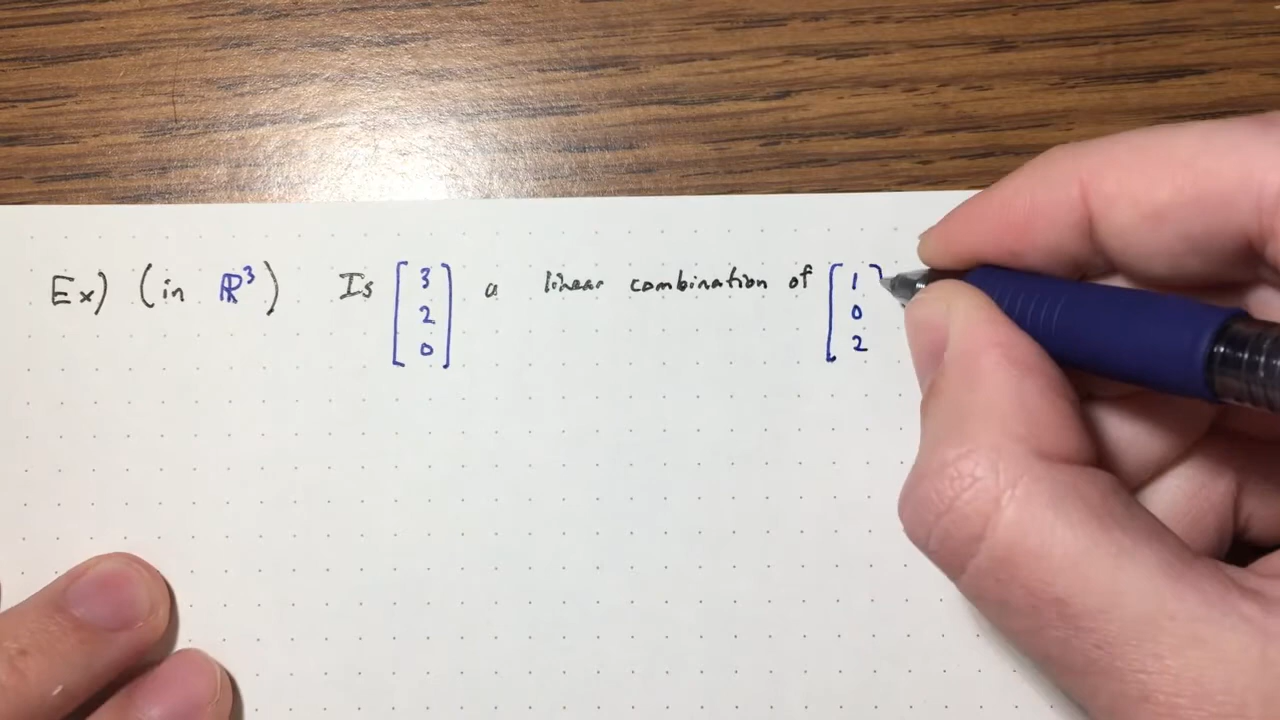 Ex) (in ℝ³) Is [3 2 0] a linear combination of [1 0 2]